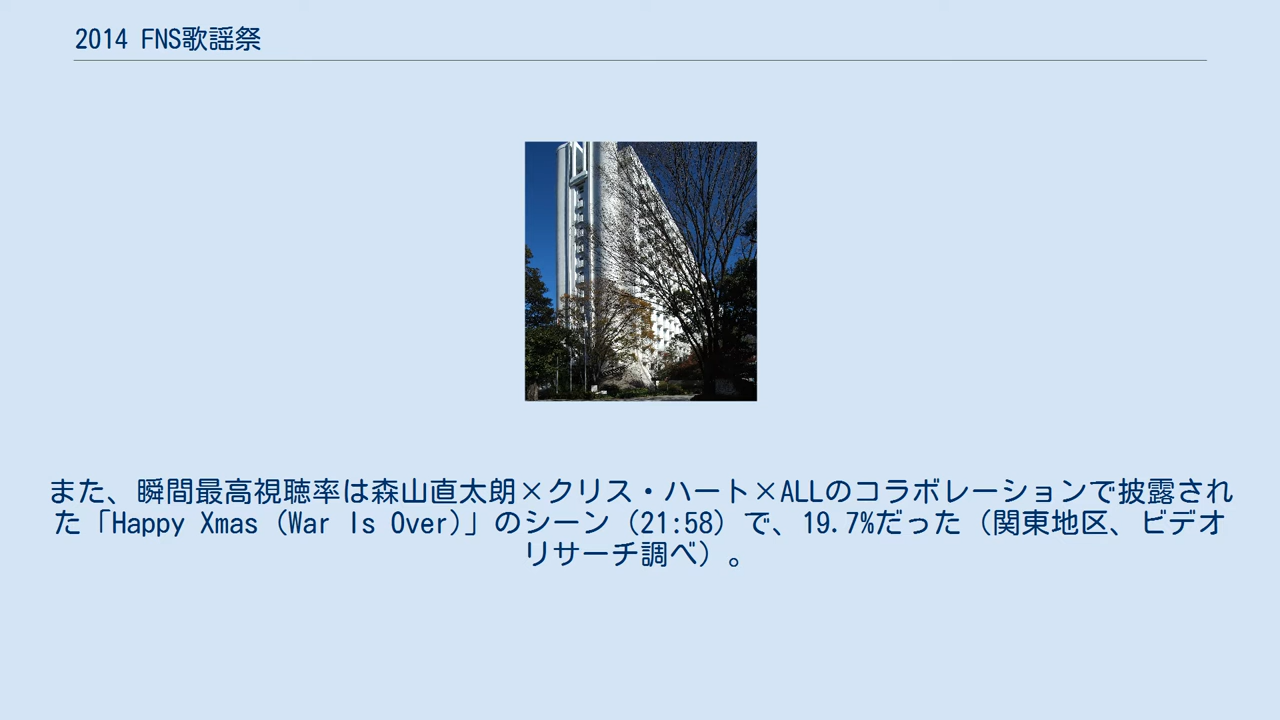 2014 FNS歌謡祭
また、瞬間最高視聴率は森山直太朗×クリス・ハート×ALLのコラボレーションで披露され
た「Happy Xmas (War Is Over)」のシーン（21:58）で、19.7%だった（関東地区、ビデオ
リサーチ調べ）。